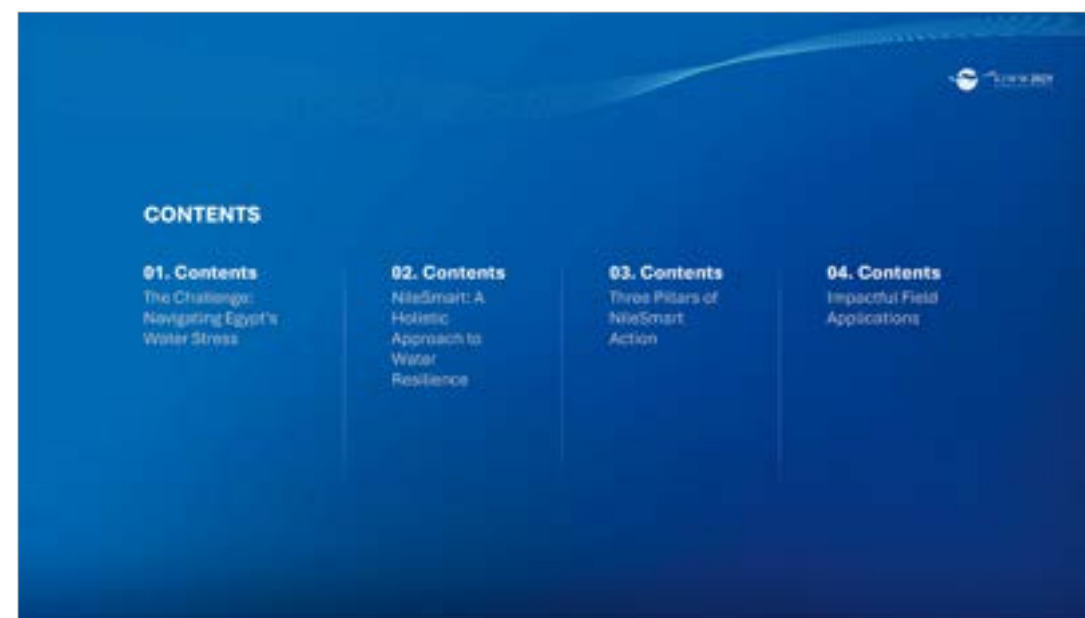 CONTENTS
01. Contents
The Challenge:
Navigating Egypt's
Water Stress
02. Contents
NileSmart: A
Holistic
Approach to
Water
Resilience
03. Contents
Three Pillars of
NileSmart
Action
04. Contents
Impactful Field
Applications